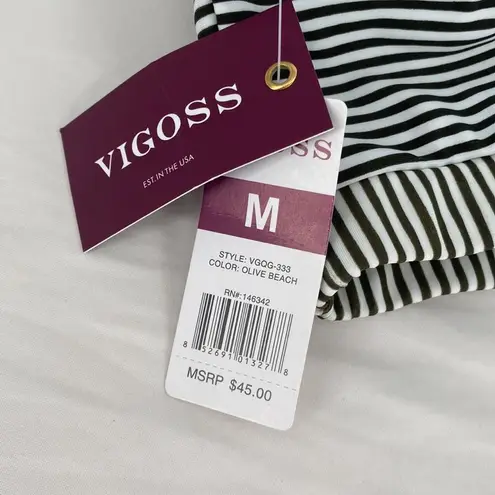 VIGOSS
EST. IN THE USA
OSS
M
STYLE: VGQG-333
COLOR: OLIVE BEACH
RN#:146342
8 52691 01327 8
MSRP $45.00